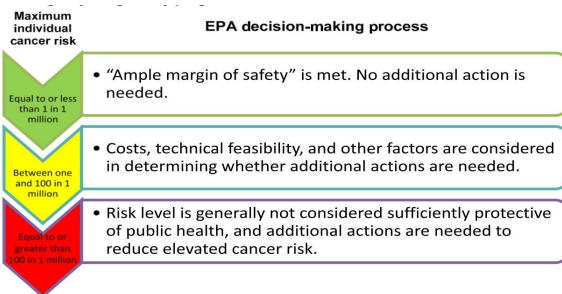 Maximum
individual
cancer risk
EPA decision-making process
Equal to or less
than 1 in 1
million
• “Ample margin of safety” is met. No additional action is
needed.
Between one
and 100 in 1
million
• Costs, technical feasibility, and other factors are considered
in determining whether additional actions are needed.
Equal to or
greater than
100 in 1 million
• Risk level is generally not considered sufficiently protective
of public health, and additional actions are needed to
reduce elevated cancer risk.